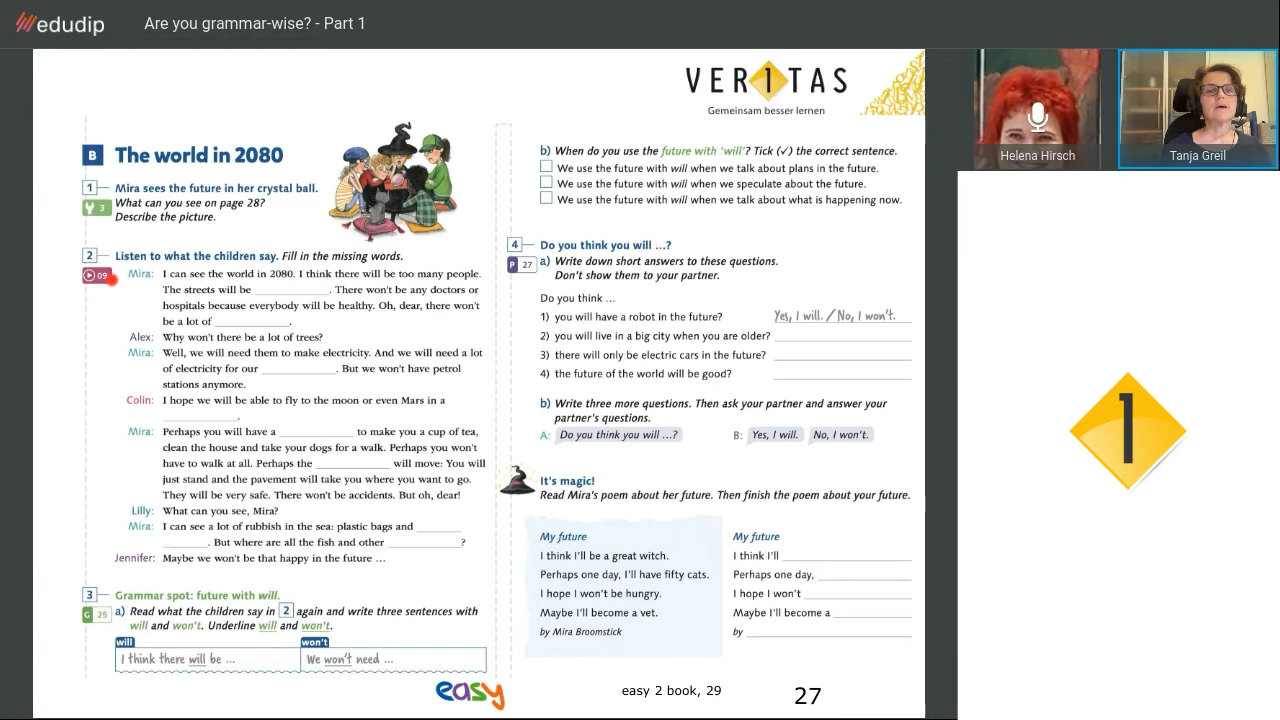 edudip
Are you grammar-wise? - Part 1
VERITAS
Gemeinsam besser lernen
Helena Hirsch
Tanja Greil
B The world in 2080
1 Mira sees the future in her crystal ball.
3 What can you see on page 28?
Describe the picture.
2 Listen to what the children say. Fill in the missing words.
09 Mira: I can see the world in 2080. I think there will be too many people.
The streets will be ____________. There won't be any doctors or
hospitals because everybody will be healthy. Oh, dear, there won't
be a lot of ____________.
Alex: Why won't there be a lot of trees?
Mira: Well, we will need them to make electricity. And we will need a lot
of electricity for our ____________. But we won't have petrol
stations anymore.
Colin: I hope we will be able to fly to the moon or even Mars in a
____________.
Mira: Perhaps you will have a ____________ to make you a cup of tea,
clean the house and take your dogs for a walk. Perhaps you won't
have to walk at all. Perhaps the ____________ will move: You will
just stand and the pavement will take you where you want to go.
They will be very safe. There won't be accidents. But oh, dear!
Lilly: What can you see, Mira?
Mira: I can see a lot of rubbish in the sea: plastic bags and ________
________. But where are all the fish and other ____________?
Jennifer: Maybe we won't be that happy in the future ...
3 Grammar spot: future with will.
G 25 a) Read what the children say in 2 again and write three sentences with
will and won't. Underline will and won't.
will won't
I think there will be ... We won't need ...
b) When do you use the future with 'will'? Tick (✓) the correct sentence.
We use the future with will when we talk about plans in the future.
We use the future with will when we speculate about the future.
We use the future with will when we talk about what is happening now.
4 Do you think you will ...?
P 27 a) Write down short answers to these questions.
Don't show them to your partner.
Do you think ...
1) you will have a robot in the future? Yes, I will. / No, I won't.
2) you will live in a big city when you are older? ____________
3) there will only be electric cars in the future? ____________
4) the future of the world will be good? ____________
b) Write three more questions. Then ask your partner and answer your
partner's questions.
A: Do you think you will ...? B: Yes, I will. No, I won't.
It's magic!
Read Mira's poem about her future. Then finish the poem about your future.
My future
I think I'll be a great witch.
Perhaps one day, I'll have fifty cats.
I hope I won't be hungry.
Maybe I'll become a vet.
by Mira Broomstick
My future
I think I'll ____________
Perhaps one day, ____________
I hope I won't ____________
Maybe I'll become a ____________
by ____________
easy
easy 2 book, 29
27
1